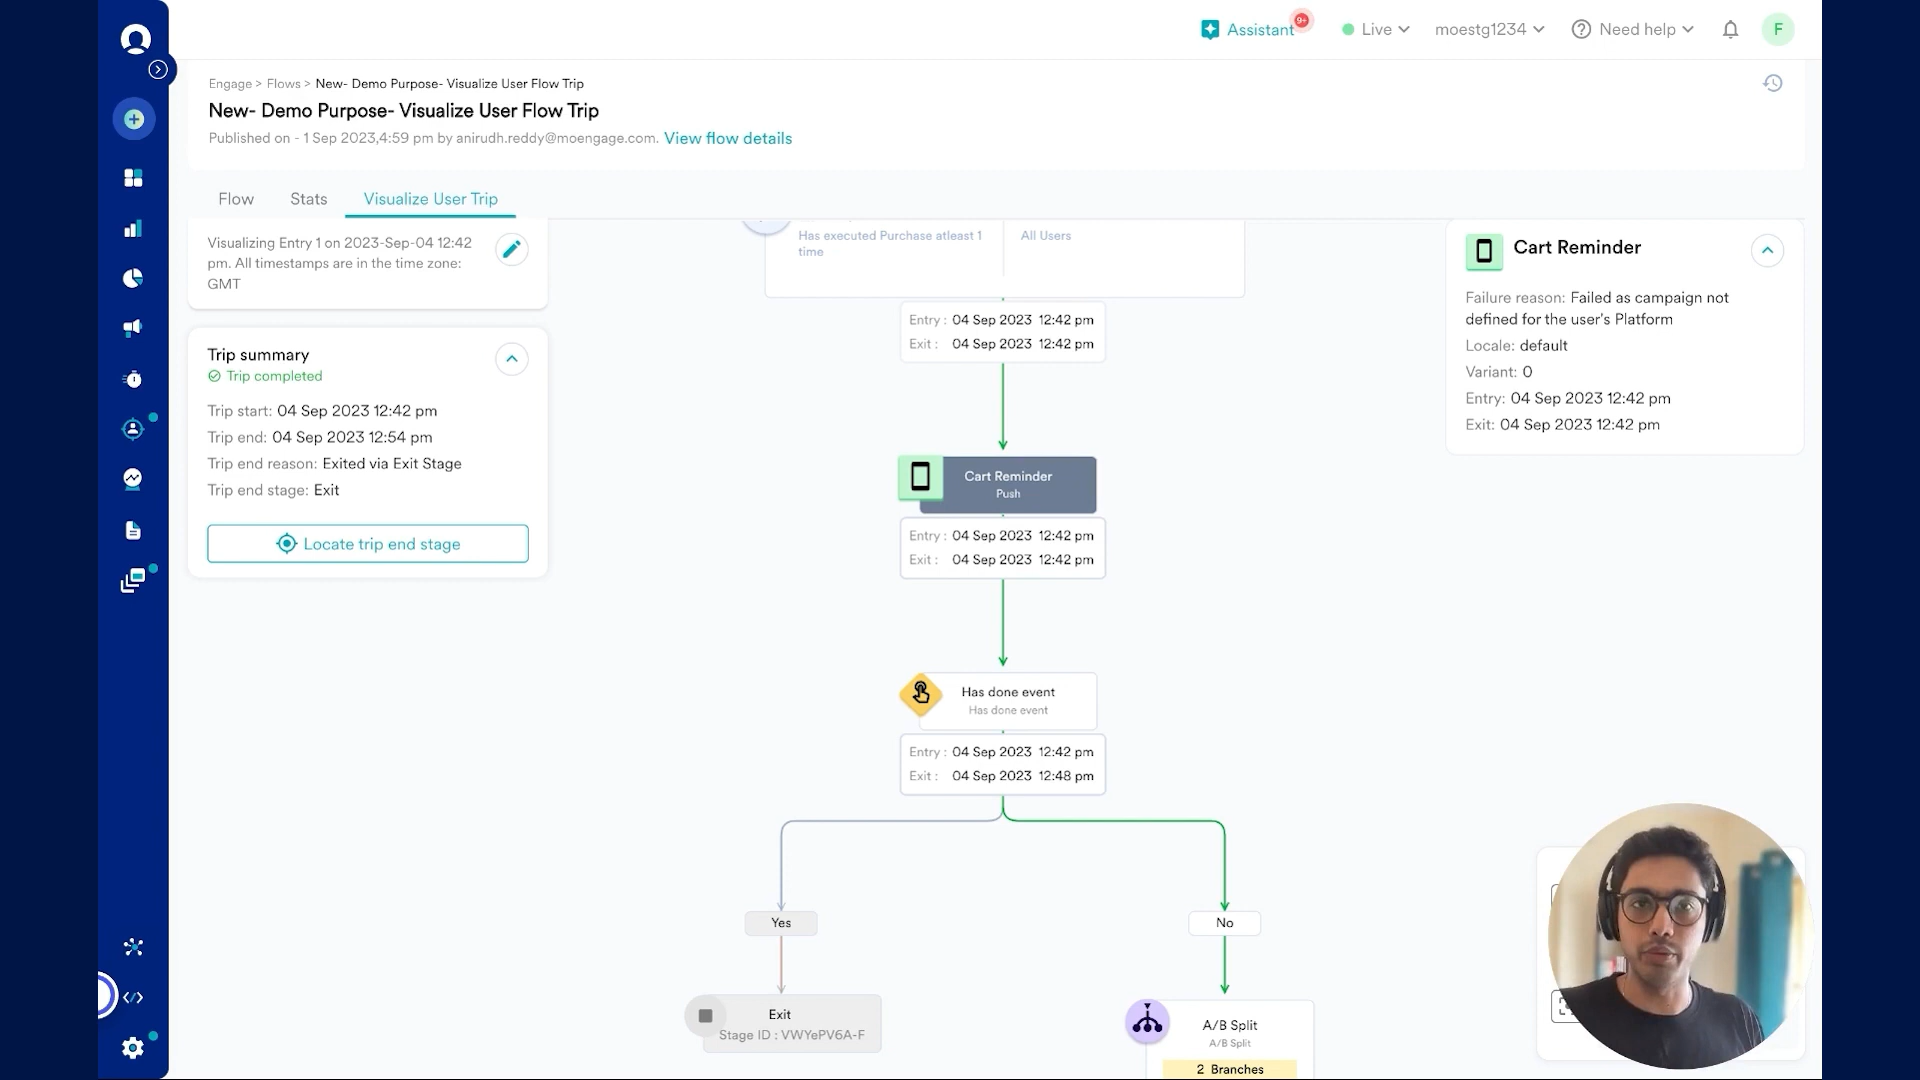 Assistant
9+
Live
moestg1234
Need help
F
Engage > Flows > New- Demo Purpose- Visualize User Flow Trip
New- Demo Purpose- Visualize User Flow Trip
Published on - 1 Sep 2023,4:59 pm by anirudh.reddy@moengage.com. View flow details
Flow
Stats
Visualize User Trip
Visualizing Entry 1 on 2023-Sep-04 12:42
pm. All timestamps are in the time zone:
GMT
Trip summary
Trip completed
Trip start: 04 Sep 2023 12:42 pm
Trip end: 04 Sep 2023 12:54 pm
Trip end reason: Exited via Exit Stage
Trip end stage: Exit
Locate trip end stage
Has executed Purchase atleast 1
time
All Users
Entry : 04 Sep 2023 12:42 pm
Exit : 04 Sep 2023 12:42 pm
Cart Reminder
Push
Entry : 04 Sep 2023 12:42 pm
Exit : 04 Sep 2023 12:42 pm
Has done event
Has done event
Entry : 04 Sep 2023 12:42 pm
Exit : 04 Sep 2023 12:48 pm
Yes
No
Exit
Stage ID : VWYePV6A-F
A/B Split
A/B Split
2 Branches
Cart Reminder
Failure reason: Failed as campaign not
defined for the user's Platform
Locale: default
Variant: 0
Entry: 04 Sep 2023 12:42 pm
Exit: 04 Sep 2023 12:42 pm